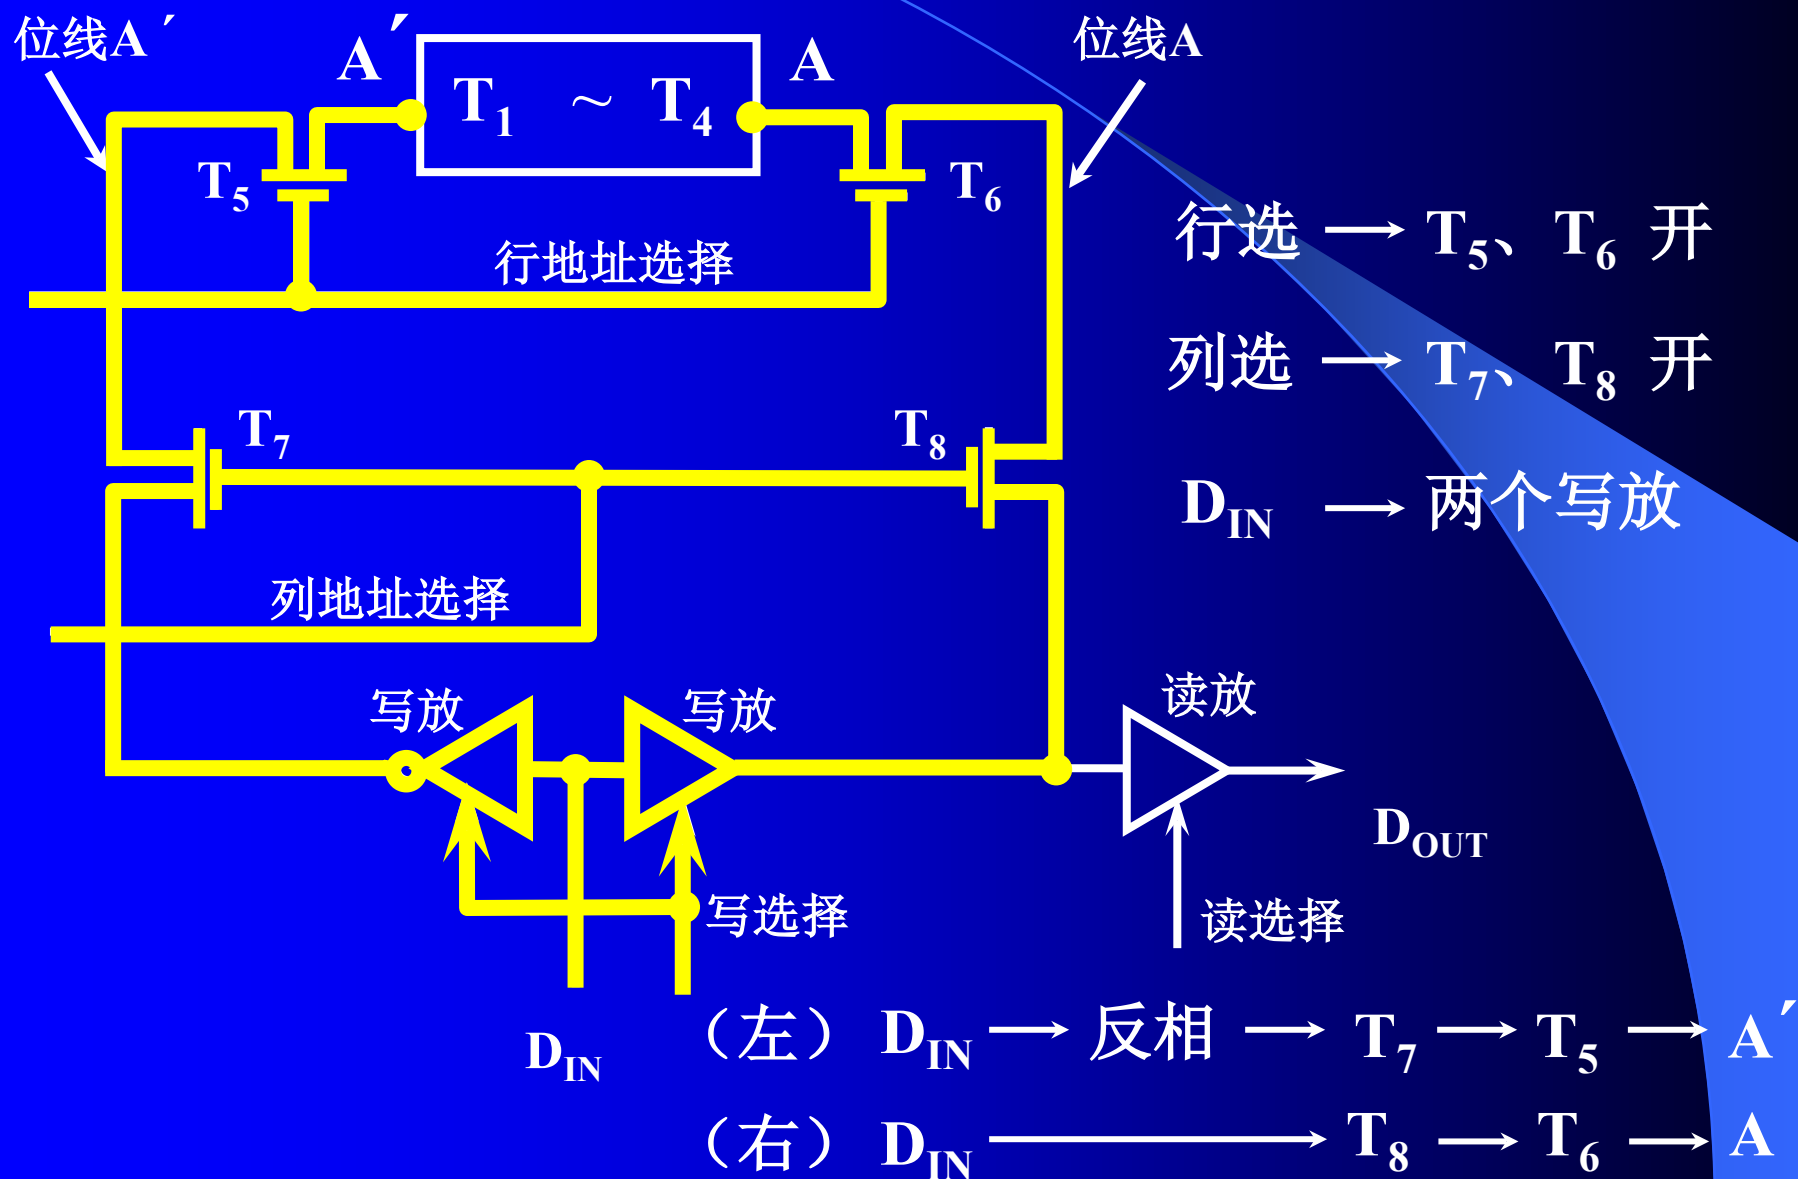 位线A′
A′
T1 ~ T4
A
位线A
T5
T6
行地址选择
行选 → T5、 T6 开
列选 → T7、 T8 开
T7
T8
DIN → 两个写放
列地址选择
写放
写放
读放
DOUT
写选择
读选择
DIN
（左） DIN → 反相 → T7 → T5 → A′
（右） DIN → T8 → T6 → A